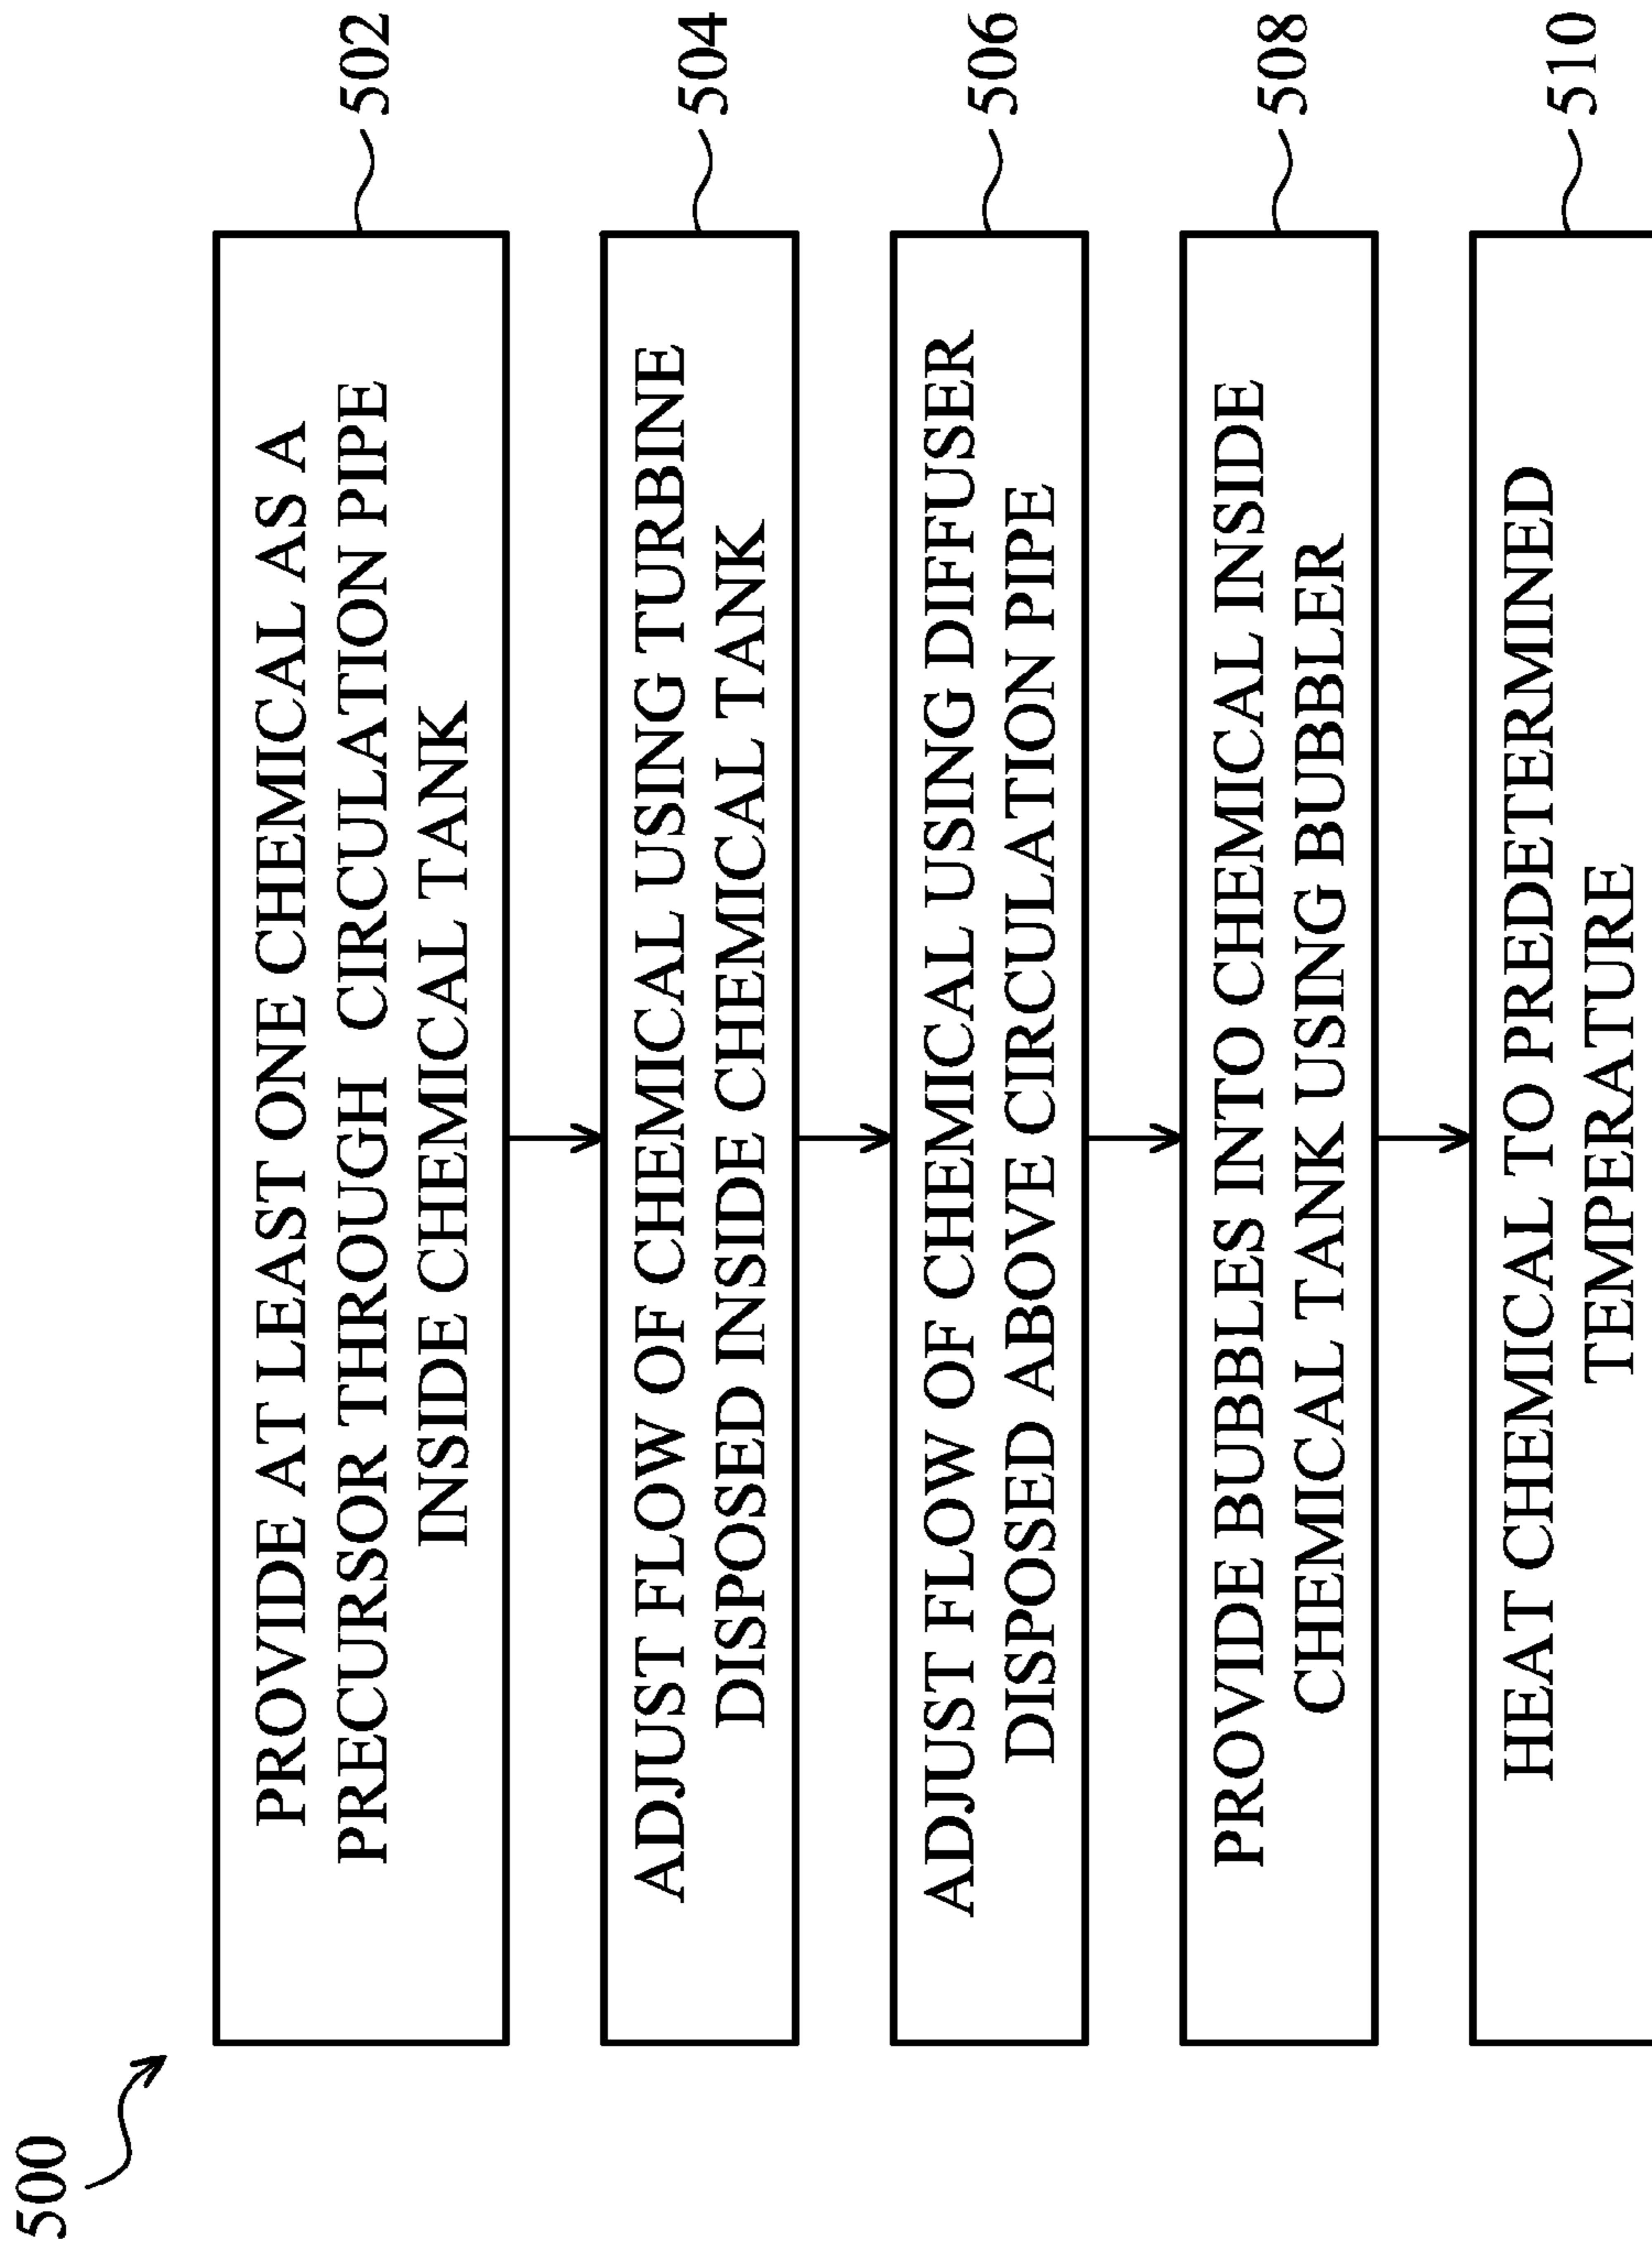 500
PROVIDE AT LEAST ONE CHEMICAL AS A
PRECURSOR THROUGH CIRCULATION PIPE
INSIDE CHEMICAL TANK
502
ADJUST FLOW OF CHEMICAL USING TURBINE
DISPOSED INSIDE CHEMICAL TANK
504
ADJUST FLOW OF CHEMICAL USING DIFFUSER
DISPOSED ABOVE CIRCULATION PIPE
506
PROVIDE BUBBLES INTO CHEMICAL INSIDE
CHEMICAL TANK USING BUBBLER
508
HEAT CHEMICAL TO PREDETERMINED
TEMPERATURE
510